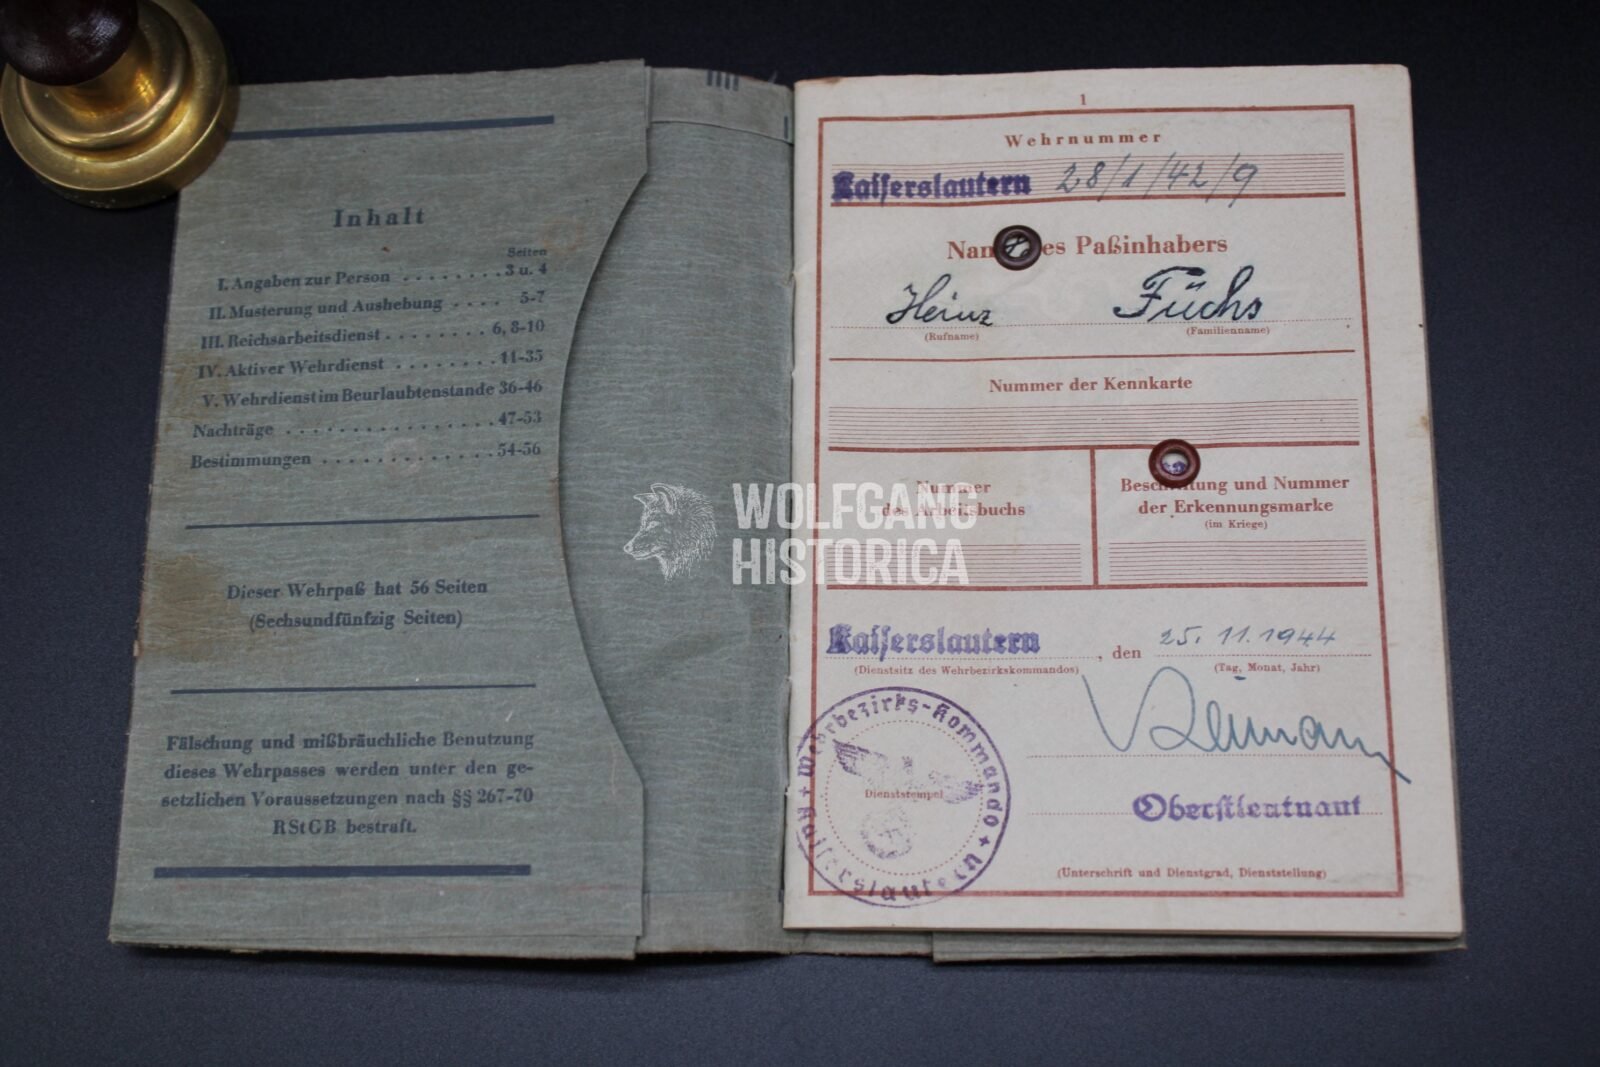 Inhalt
Seiten
I. Angaben zur Person . . . . . . . . 3 u. 4
II. Musterung und Aushebung . . . . 5-7
III. Reichsarbeitsdienst . . . . . . . . 6, 8-10
IV. Aktiver Wehrdienst . . . . . . . . 11-35
V. Wehrdienst im Beurlaubtenstande 36-46
Nachträge . . . . . . . . . . . . . . . . 47-53
Bestimmungen . . . . . . . . . . . . . 54-56
Dieser Wehrpaß hat 56 Seiten
(Sechsundfünfzig Seiten)
Fälschung und mißbräuchliche Benutzung
dieses Wehrpasses werden unter den ge-
setzlichen Voraussetzungen nach §§ 267-70
RStGB bestraft.
WOLFGANG
HISTORICA
1
Wehrnummer
Kaiserslautern 28/1/42/9
Nam es Paßinhabers
Heinz Füchs
(Rufname) (Familienname)
Nummer der Kennkarte
Nummer
des Arbeitsbuchs
Beschriftung und Nummer
der Erkennungsmarke
(im Kriege)
Kaiserslautern, den 25. 11. 1944
(Dienstsitz des Wehrbezirkskommandos) (Tag, Monat, Jahr)
Wehrbezirks-Kommando + Kaiserslautern +
Dienststempel
Oberstleutnant
(Unterschrift und Dienstgrad, Dienststellung)